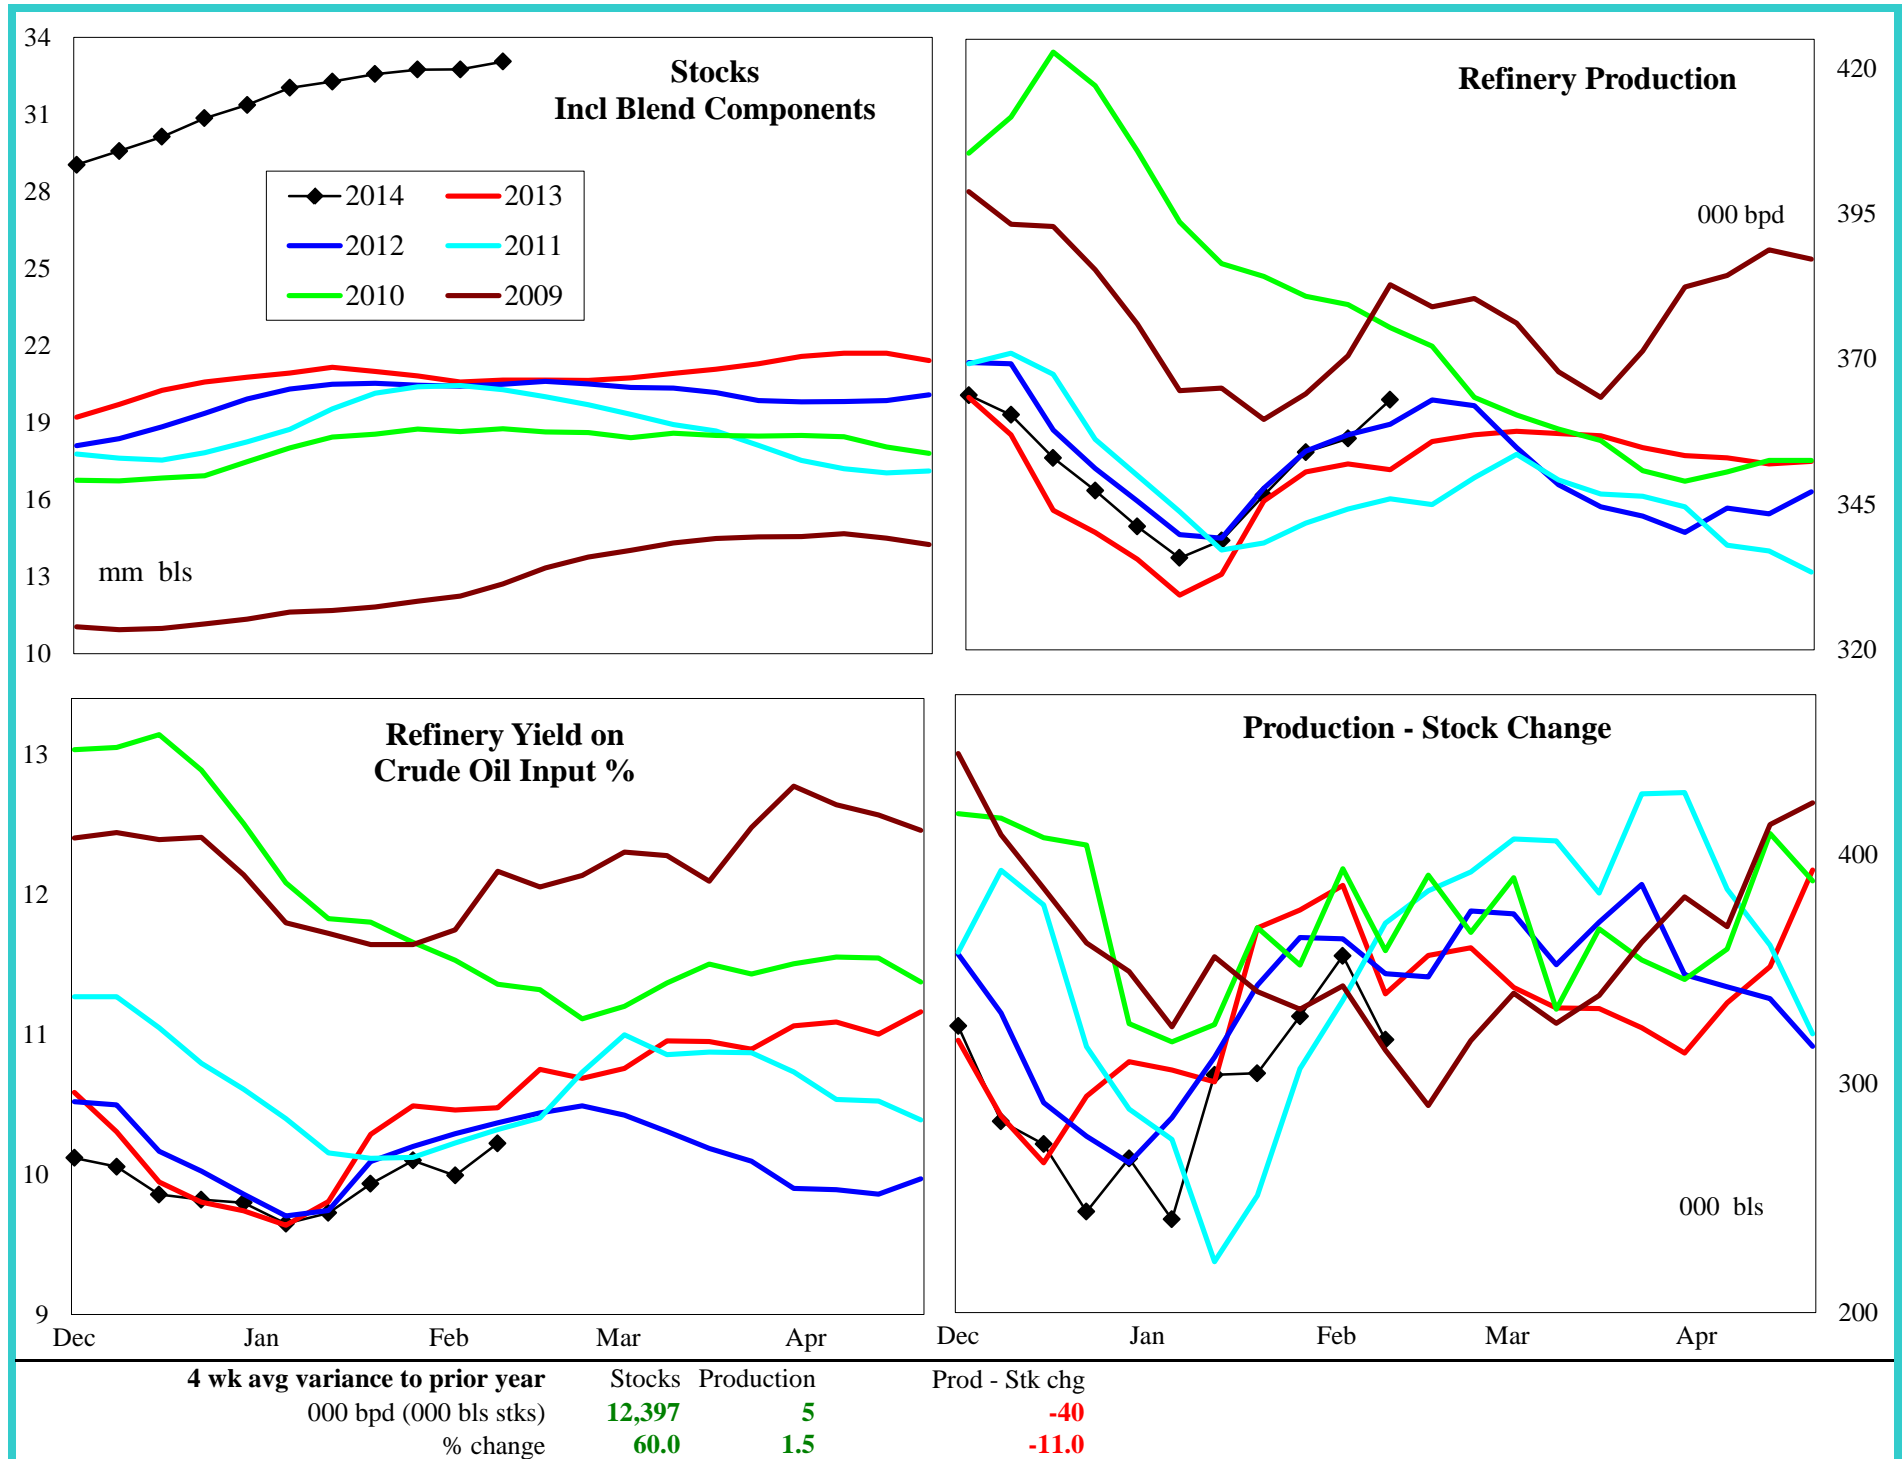 34
31
28
25
22
19
16
13
10
Stocks
Incl Blend Components
2014 2013
2012 2011
2010 2009
mm bls
Refinery Production
000 bpd
420
395
370
345
320
13
12
11
10
9
Refinery Yield on
Crude Oil Input %
Dec Jan Feb Mar Apr
Production - Stock Change
000 bls
400
300
200
Dec Jan Feb Mar Apr
4 wk avg variance to prior year Stocks Production Prod - Stk chg
000 bpd (000 bls stks) 12,397 5 -40
% change 60.0 1.5 -11.0